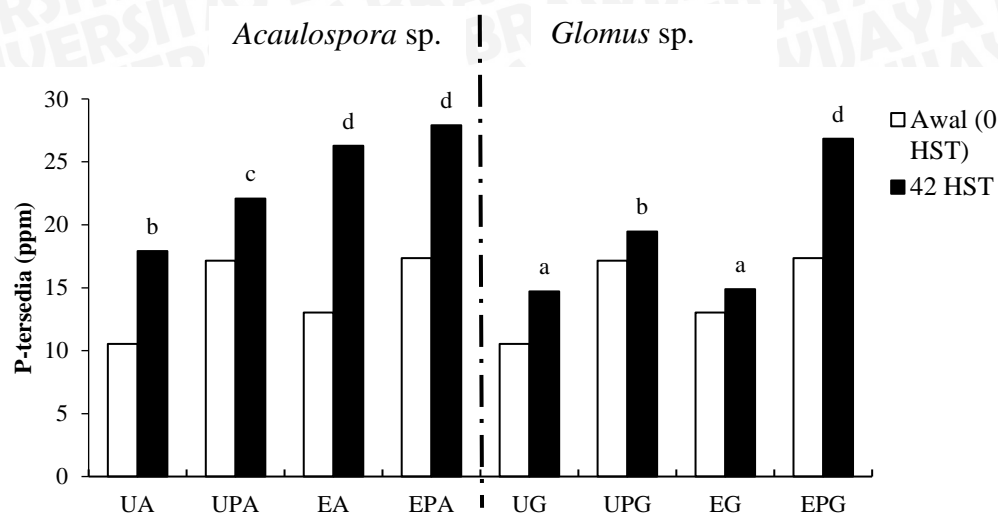 Acaulospora sp.
Glomus sp.
30
25
20
15
10
5
0
P-tersedia (ppm)
b
c
d
d
a
b
a
d
UA
UPA
EA
EPA
UG
UPG
EG
EPG
Awal (0
HST)
42 HST